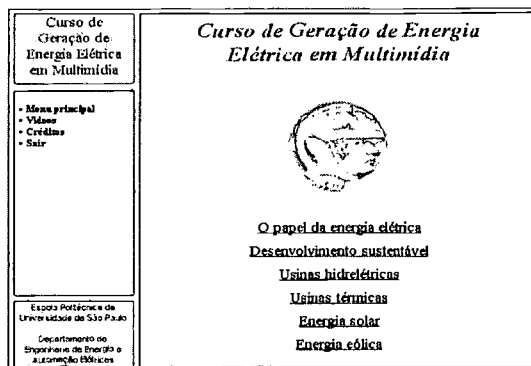 Curso de
Geração de
Energia Elétrica
em Multimídia
• Menu principal
• Vídeos
• Créditos
• Sair
Escola Politécnica da
Universidade de São Paulo
Departamento de
Engenharia de Energia e
Automação Elétricas
Curso de Geração de Energia
Elétrica em Multimídia
O papel da energia elétrica
Desenvolvimento sustentável
Usinas hidrelétricas
Usinas térmicas
Energia solar
Energia eólica